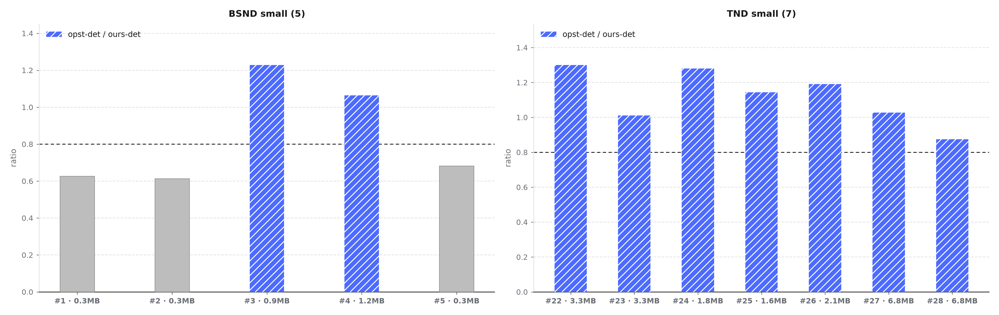 BSND small (5)
opst-det / ours-det
ratio
1.4
1.2
1.0
0.8
0.6
0.4
0.2
0.0
#1 · 0.3MB
#2 · 0.3MB
#3 · 0.9MB
#4 · 1.2MB
#5 · 0.3MB
TND small (7)
opst-det / ours-det
ratio
1.4
1.2
1.0
0.8
0.6
0.4
0.2
0.0
#22 · 3.3MB
#23 · 3.3MB
#24 · 1.8MB
#25 · 1.6MB
#26 · 2.1MB
#27 · 6.8MB
#28 · 6.8MB